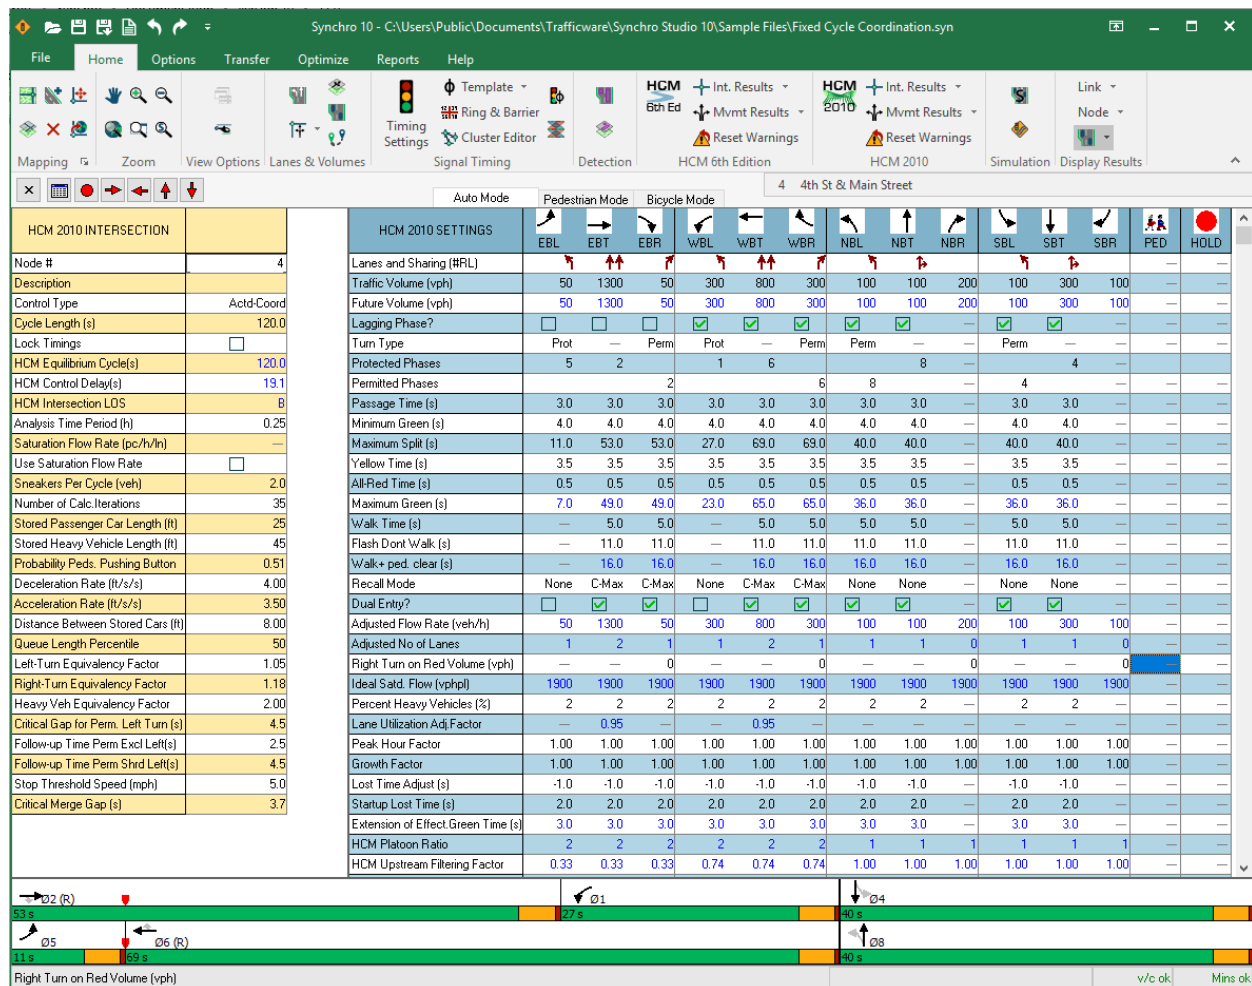 Synchro 10 - C:\Users\Public\Documents\Trafficware\Synchro Studio 10\Sample Files\Fixed Cycle Coordination.syn
File Home Options Transfer Optimize Reports Help
Template HCM Int. Results HCM Int. Results Link
Ring & Barrier 6th Ed Mvmt Results 2010 Mvmt Results Node
Timing Settings Cluster Editor Reset Warnings Reset Warnings
Mapping Zoom View Options Lanes & Volumes Signal Timing Detection HCM 6th Edition HCM 2010 Simulation Display Results
Auto Mode Pedestrian Mode Bicycle Mode 4 4th St & Main Street
HCM 2010 INTERSECTION HCM 2010 SETTINGS EBL EBT EBR WBL WBT WBR NBL NBT NBR SBL SBT SBR PED HOLD
Node # 4 Lanes and Sharing (#RL) — —
Description Traffic Volume (vph) 50 1300 50 300 800 300 100 100 200 100 300 100 — —
Control Type Actd-Coord Future Volume (vph) 50 1300 50 300 800 300 100 100 200 100 300 100 — —
Cycle Length (s) 120.0 Lagging Phase? — — — —
Lock Timings Turn Type Prot — Perm Prot — Perm Perm — — Perm — — — —
HCM Equilibrium Cycle(s) 120.0 Protected Phases 5 2 1 6 8 — 4 — — —
HCM Control Delay(s) 19.1 Permitted Phases 2 6 8 — 4 — — —
HCM Intersection LOS B Passage Time (s) 3.0 3.0 3.0 3.0 3.0 3.0 3.0 3.0 — 3.0 3.0 — — —
Analysis Time Period (h) 0.25 Minimum Green (s) 4.0 4.0 4.0 4.0 4.0 4.0 4.0 4.0 — 4.0 4.0 — — —
Saturation Flow Rate (pc/h/ln) — Maximum Split (s) 11.0 53.0 53.0 27.0 69.0 69.0 40.0 40.0 — 40.0 40.0 — — —
Use Saturation Flow Rate Yellow Time (s) 3.5 3.5 3.5 3.5 3.5 3.5 3.5 3.5 — 3.5 3.5 — — —
Sneakers Per Cycle (veh) 2.0 All-Red Time (s) 0.5 0.5 0.5 0.5 0.5 0.5 0.5 0.5 — 0.5 0.5 — — —
Number of Calc.Iterations 35 Maximum Green (s) 7.0 49.0 49.0 23.0 65.0 65.0 36.0 36.0 — 36.0 36.0 — — —
Stored Passenger Car Length (ft) 25 Walk Time (s) — 5.0 5.0 — 5.0 5.0 5.0 5.0 — 5.0 5.0 — — —
Stored Heavy Vehicle Length (ft) 45 Flash Dont Walk (s) — 11.0 11.0 — 11.0 11.0 11.0 11.0 — 11.0 11.0 — — —
Probability Peds. Pushing Button 0.51 Walk+ ped. clear (s) — 16.0 16.0 — 16.0 16.0 16.0 16.0 — 16.0 16.0 — — —
Deceleration Rate (ft/s/s) 4.00 Recall Mode None C-Max C-Max None C-Max C-Max None None — None None — — —
Acceleration Rate (ft/s/s) 3.50 Dual Entry? — — — —
Distance Between Stored Cars (ft) 8.00 Adjusted Flow Rate (veh/h) 50 1300 50 300 800 300 100 100 200 100 300 100 — —
Queue Length Percentile 50 Adjusted No of Lanes 1 2 1 1 2 1 1 1 0 1 1 0 — —
Left-Turn Equivalency Factor 1.05 Right Turn on Red Volume (vph) — — 0 — — 0 — — 0 — — 0 — —
Right-Turn Equivalency Factor 1.18 Ideal Satd. Flow (vphpl) 1900 1900 1900 1900 1900 1900 1900 1900 1900 1900 1900 1900 — —
Heavy Veh Equivalency Factor 2.00 Percent Heavy Vehicles (%) 2 2 2 2 2 2 2 2 — 2 2 — — —
Critical Gap for Perm. Left Turn (s) 4.5 Lane Utilization Adj.Factor — 0.95 — — 0.95 — — — — — — — — —
Follow-up Time Perm Excl Left(s) 2.5 Peak Hour Factor 1.00 1.00 1.00 1.00 1.00 1.00 1.00 1.00 1.00 1.00 1.00 1.00 — —
Follow-up Time Perm Shrd Left(s) 4.5 Growth Factor 1.00 1.00 1.00 1.00 1.00 1.00 1.00 1.00 1.00 1.00 1.00 1.00 — —
Stop Threshold Speed (mph) 5.0 Lost Time Adjust (s) -1.0 -1.0 -1.0 -1.0 -1.0 -1.0 -1.0 -1.0 — -1.0 -1.0 — — —
Critical Merge Gap (s) 3.7 Startup Lost Time (s) 2.0 2.0 2.0 2.0 2.0 2.0 2.0 2.0 — 2.0 2.0 — — —
Extension of Effect.Green Time (s) 3.0 3.0 3.0 3.0 3.0 3.0 3.0 3.0 — 3.0 3.0 — — —
HCM Platoon Ratio 2 2 2 2 2 2 1 1 1 1 1 1 — —
HCM Upstream Filtering Factor 0.33 0.33 0.33 0.74 0.74 0.74 1.00 1.00 1.00 1.00 1.00 1.00 — —
Ø2 (R) Ø1 Ø4
53 s 27 s 40 s
Ø5 Ø6 (R) Ø8
11 s 69 s 40 s
Right Turn on Red Volume (vph) v/c ok Mins ok